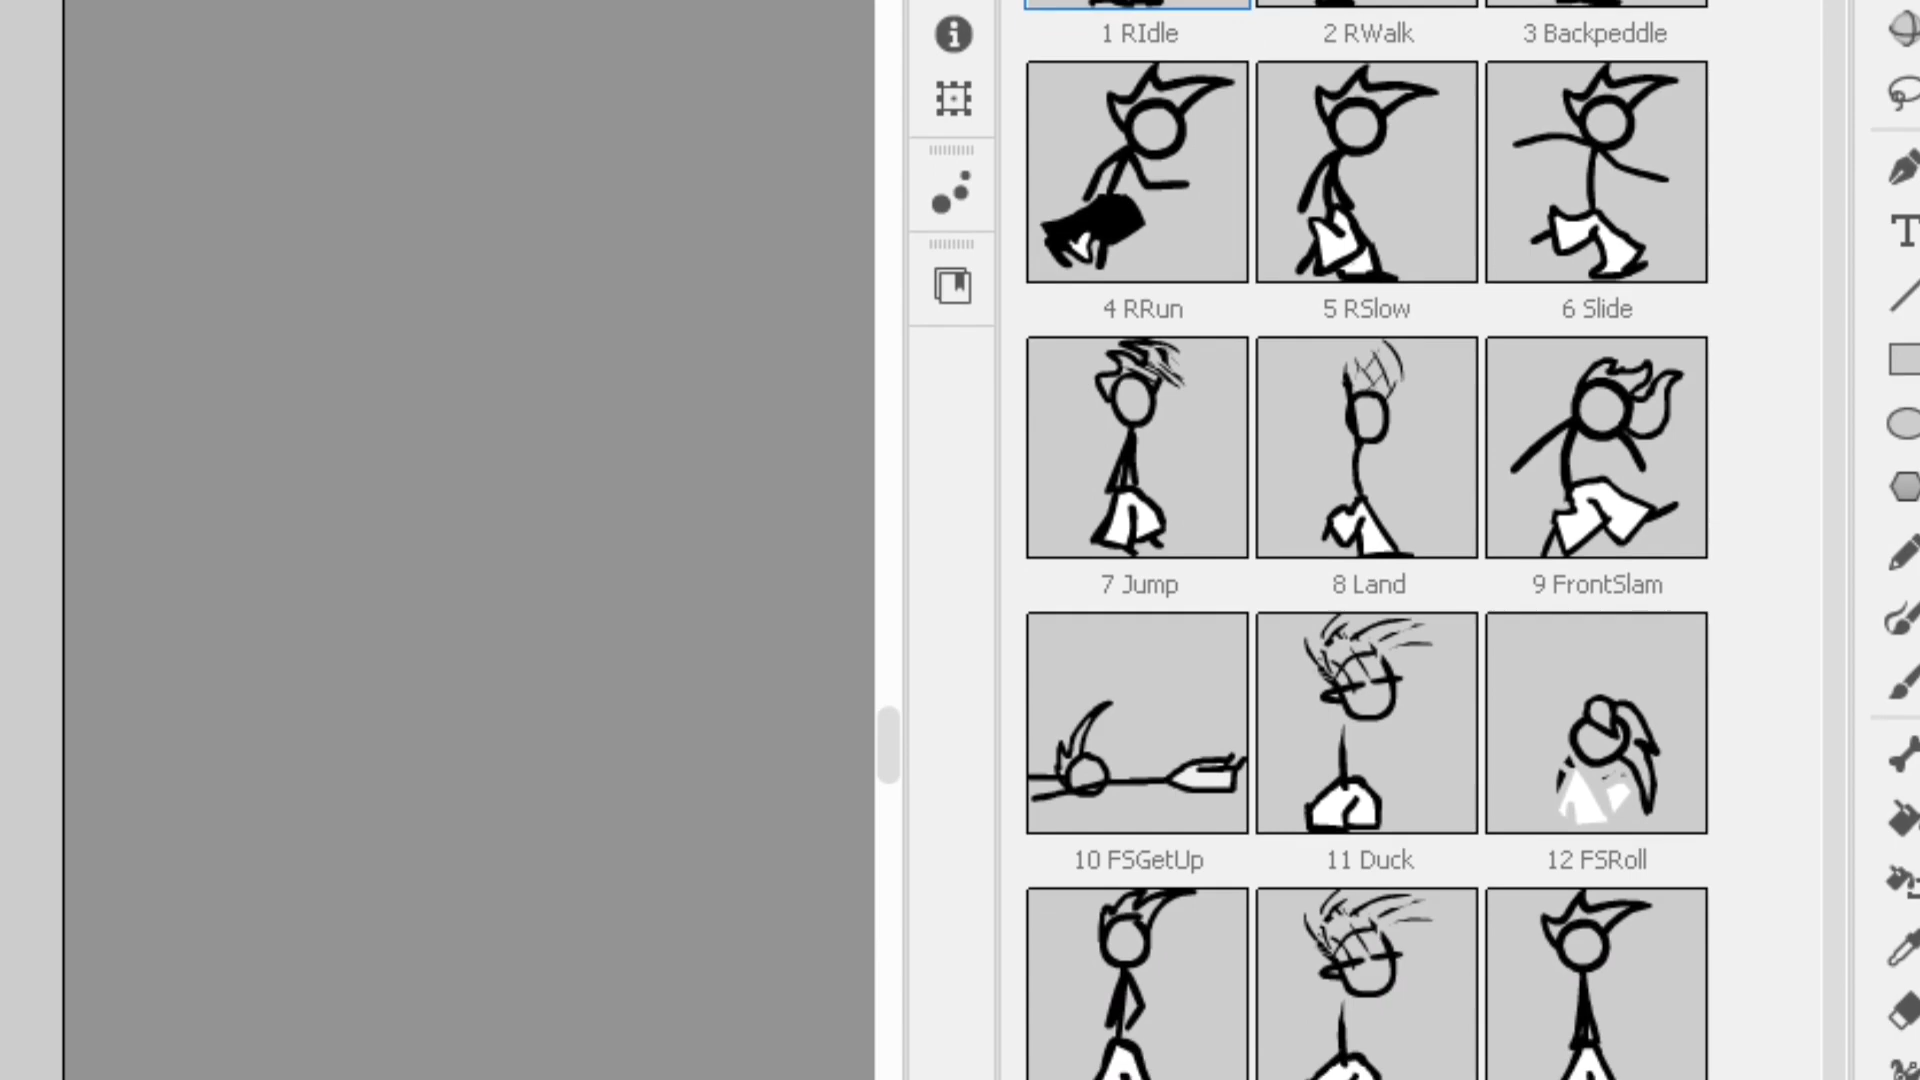 1 RIdle
2 RWalk
3 Backpeddle
4 RRun
5 RSlow
6 Slide
7 Jump
8 Land
9 FrontSlam
10 FSGetUp
11 Duck
12 FSRoll